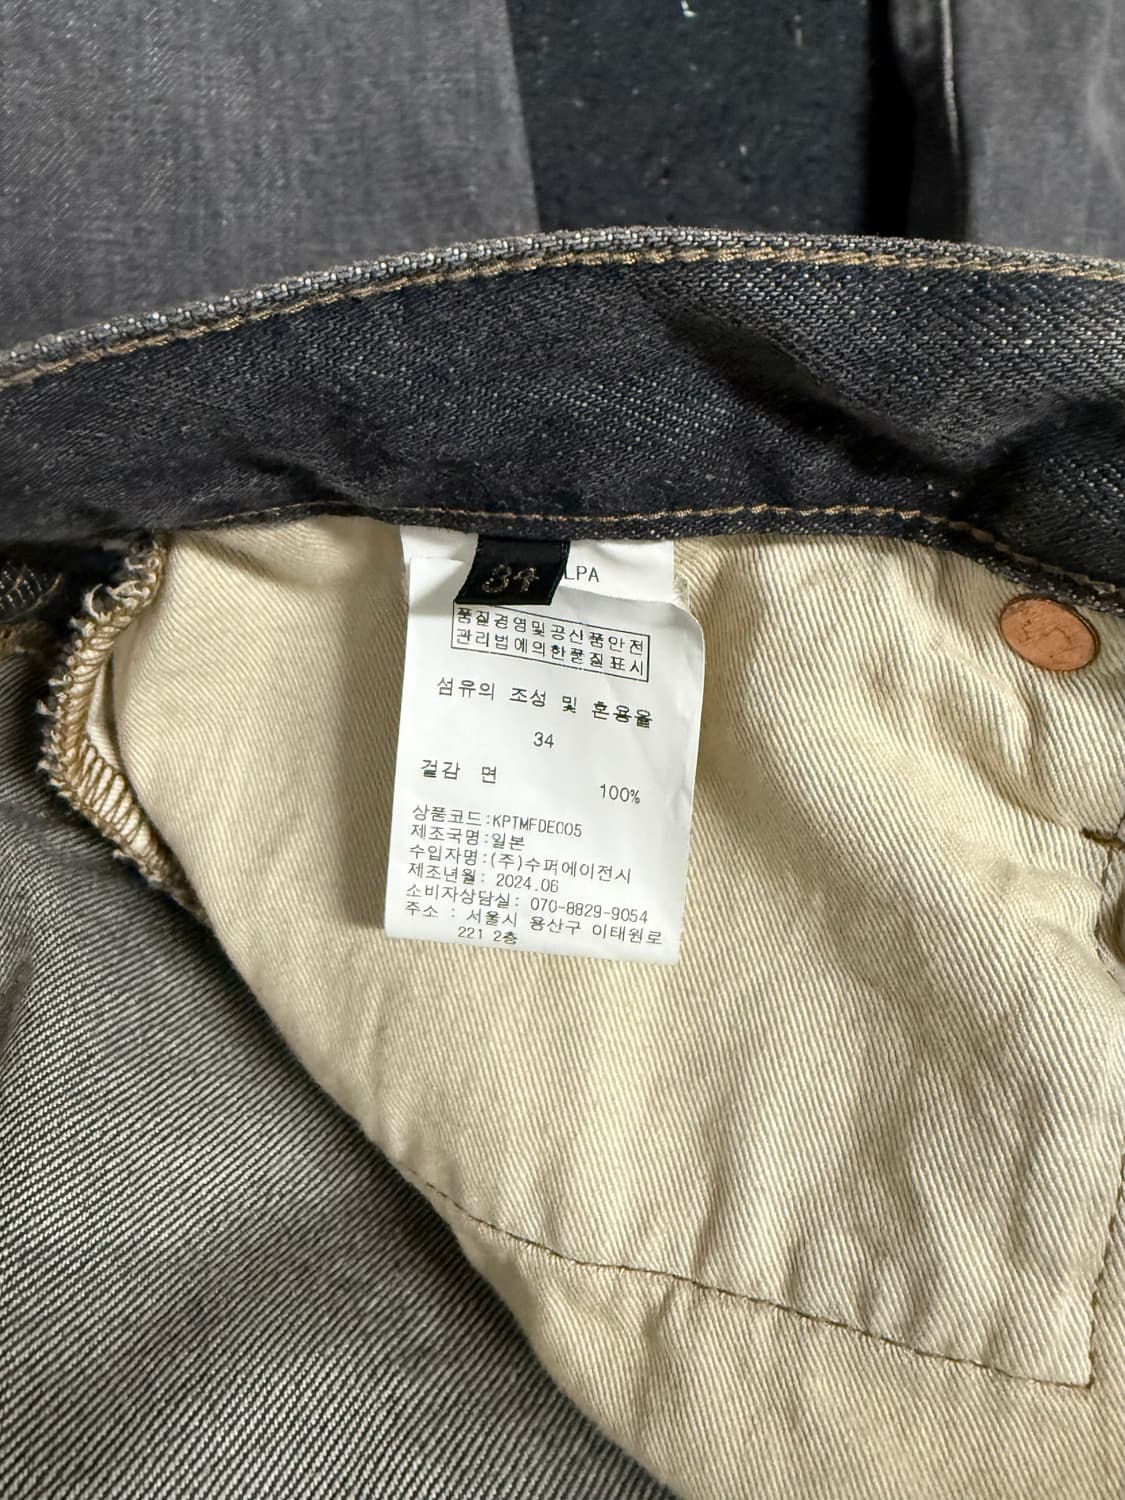 34
LPA
품질경영및공산품안전
관리법에의한품질표시
섬유의 조성 및 혼용율
34
겉감 면
100%
상품코드:KPTMFDE005
제조국명:일본
수입자명:(주)수퍼에이전시
제조년월: 2024.06
소비자상담실: 070-8829-9054
주소 : 서울시 용산구 이태원로
221 2층